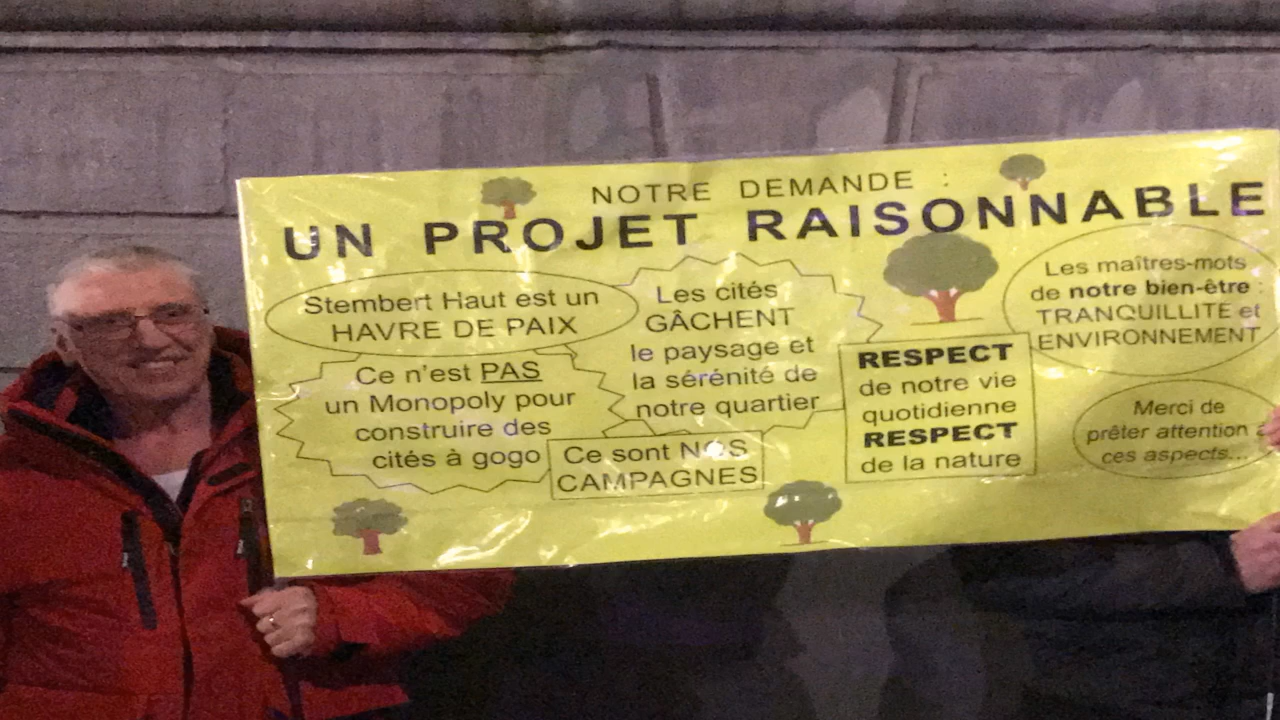 NOTRE DEMANDE :
UN PROJET RAISONNABLE
Stembert Haut est un
HAVRE DE PAIX
Ce n'est PAS
un Monopoly pour
construire des
cités à gogo
Les cités
GÂCHENT
le paysage et
la sérénité de
notre quartier
Ce sont NOS
CAMPAGNES
RESPECT
de notre vie
quotidienne
RESPECT
de la nature
Les maîtres-mots
de notre bien-être :
TRANQUILLITÉ et
ENVIRONNEMENT
Merci de
prêter attention à
ces aspects...